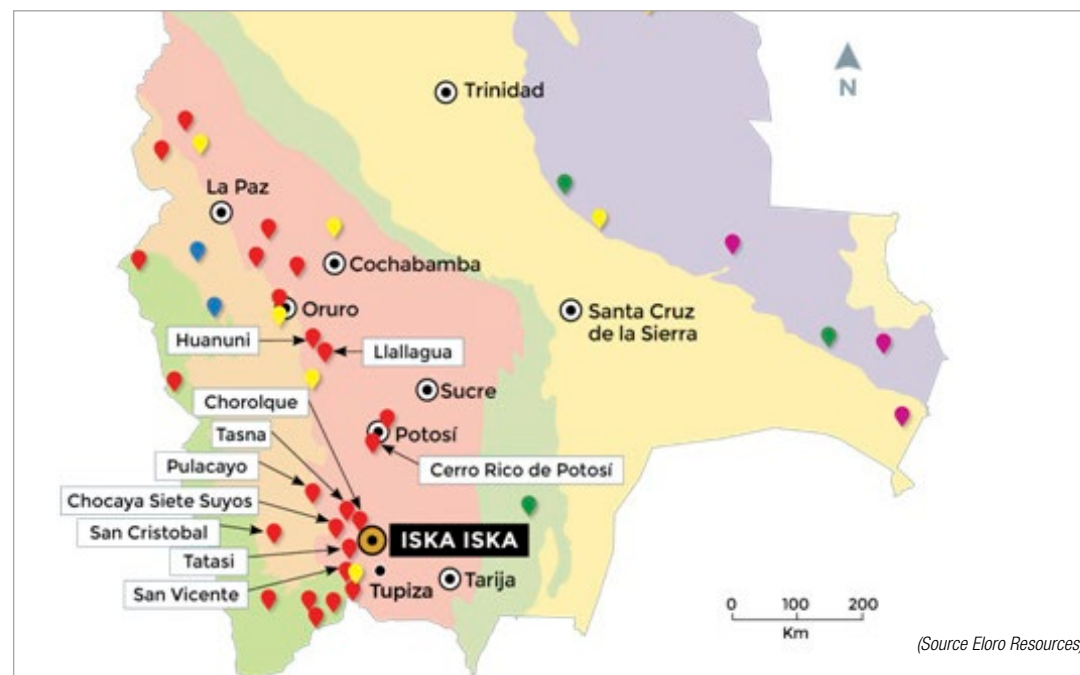 Trinidad
N
La Paz
Cochabamba
Oruro
Santa Cruz
de la Sierra
Huanuni
Llallagua
Chorolque
Sucre
Tasna
Potosí
Pulacayo
Cerro Rico de Potosí
Chocaya Siete Suyos
San Cristobal
ISKA ISKA
Tatasi
San Vicente
Tupiza
Tarija
0 100 200
Km
(Source Eloro Resources)